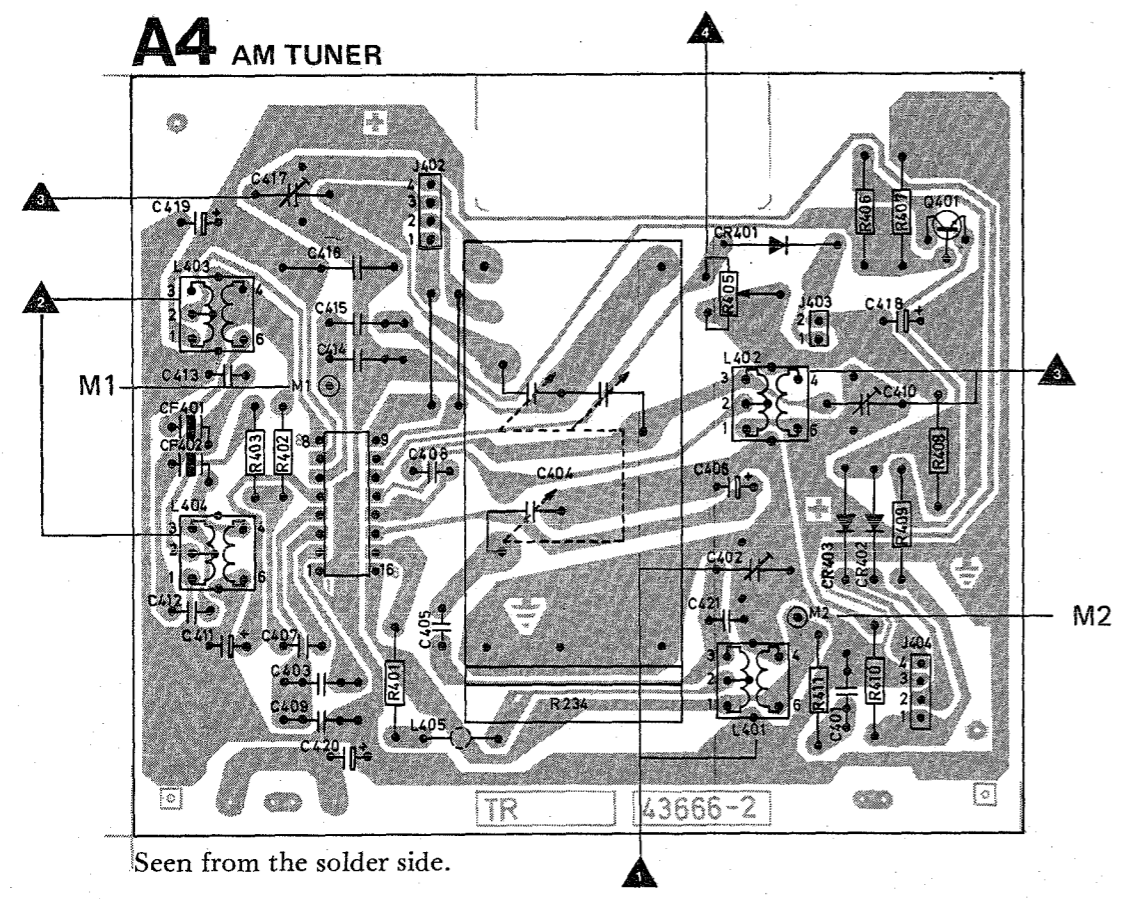 A4 AM TUNER
4
3
C417
J402
4
3
2
1
C419
C416
CR401
R406
R407
Q401
L403
3
4
2
1
6
2
C415
R405
J403
2
1
C418
C414
L402
3
4
2
1
6
3
M1
M1
C413
C410
CF401
CF402
R403
R402
8
9
C408
C404
C406
R408
L404
3
4
2
1
6
1
16
C402
CR403
CR402
R409
C412
C405
C421
M2
M2
C411
C407
L401
3
4
2
1
6
J404
4
3
2
1
C403
R401
R411
C401
R410
C409
R234
L405
C420
TR
43666-2
Seen from the solder side.
1